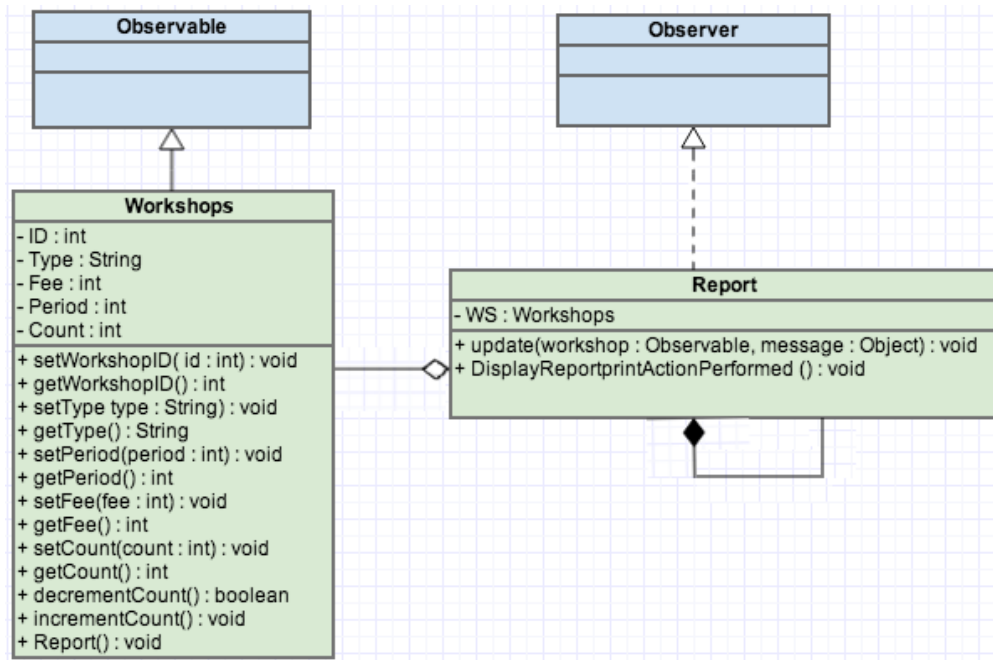 Observable
Observer
Workshops
- ID : int
- Type : String
- Fee : int
- Period : int
- Count : int
+ setWorkshopID( id : int) : void
+ getWorkshopID() : int
+ setType type : String) : void
+ getType() : String
+ setPeriod(period : int) : void
+ getPeriod() : int
+ setFee(fee : int) : void
+ getFee() : int
+ setCount(count : int) : void
+ getCount() : int
+ decrementCount() : boolean
+ incrementCount() : void
+ Report() : void
Report
- WS : Workshops
+ update(workshop : Observable, message : Object) : void
+ DisplayReportprintActionPerformed () : void